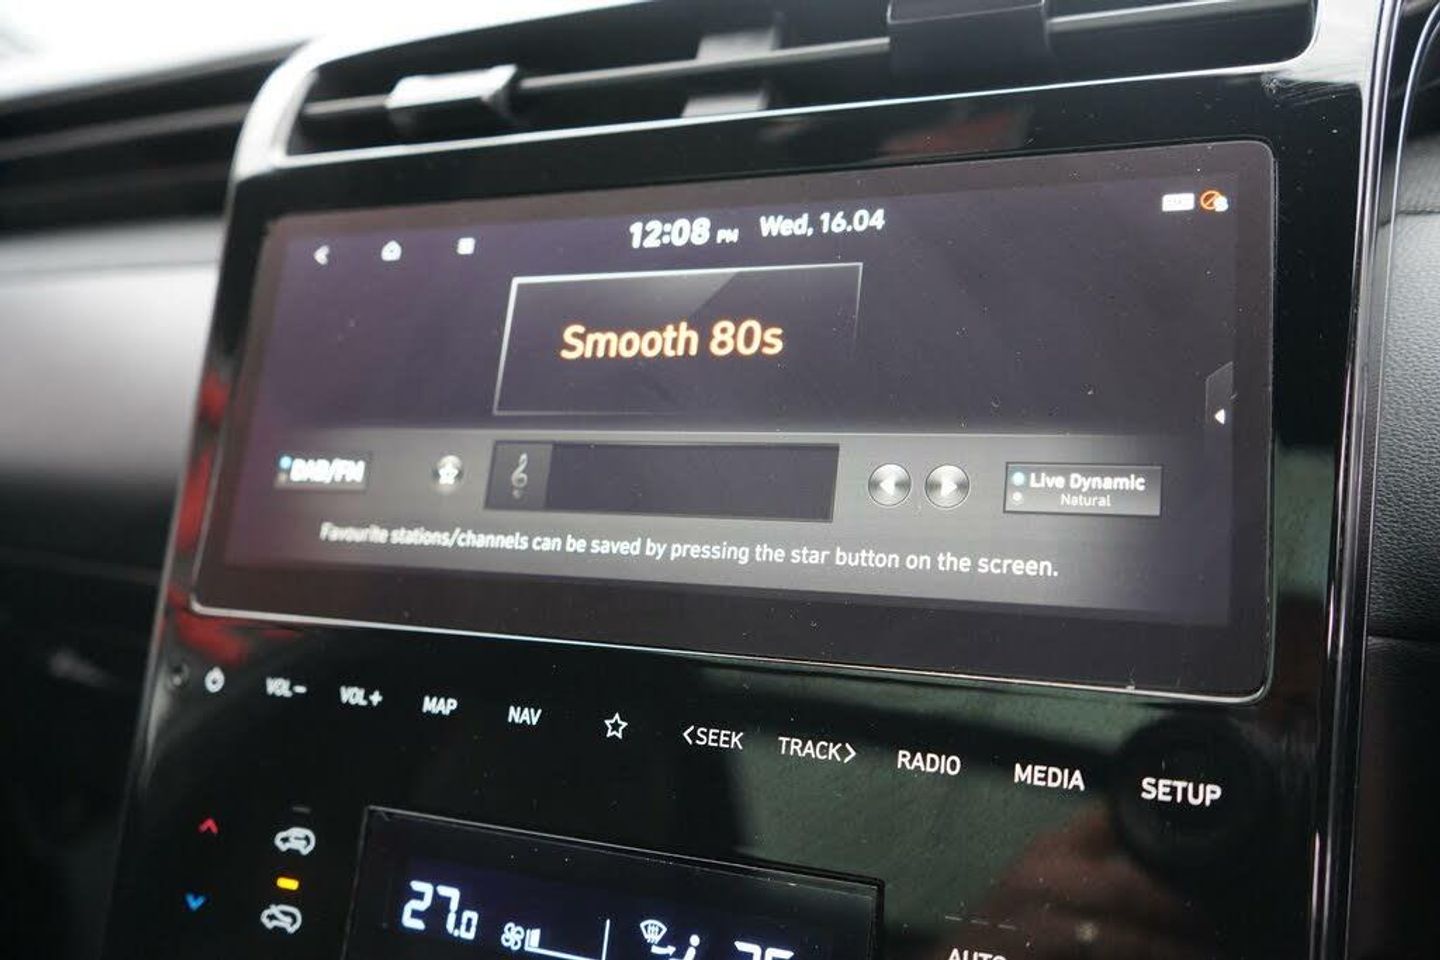 12:08 PM Wed, 16.04
Smooth 80s
DAB/FM
Live Dynamic
Natural
Favourite stations/channels can be saved by pressing the star button on the screen.
VOL- VOL+ MAP NAV <SEEK TRACK> RADIO MEDIA SETUP
27.0
AUTO